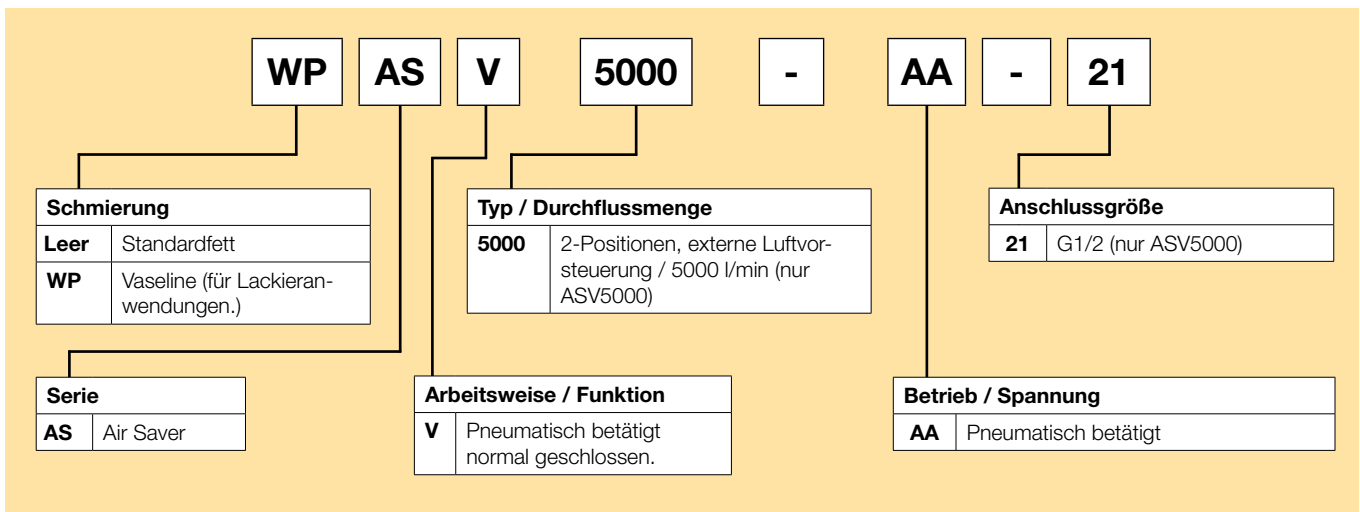 WP AS V 5000 - AA - 21
Schmierung
Leer Standardfett
WP Vaseline (für Lackieran-
wendungen.)
Typ / Durchflussmenge
5000 2-Positionen, externe Luftvor-
steuerung / 5000 l/min (nur
ASV5000)
Anschlussgröße
21 G1/2 (nur ASV5000)
Serie
AS Air Saver
Arbeitsweise / Funktion
V Pneumatisch betätigt
normal geschlossen.
Betrieb / Spannung
AA Pneumatisch betätigt